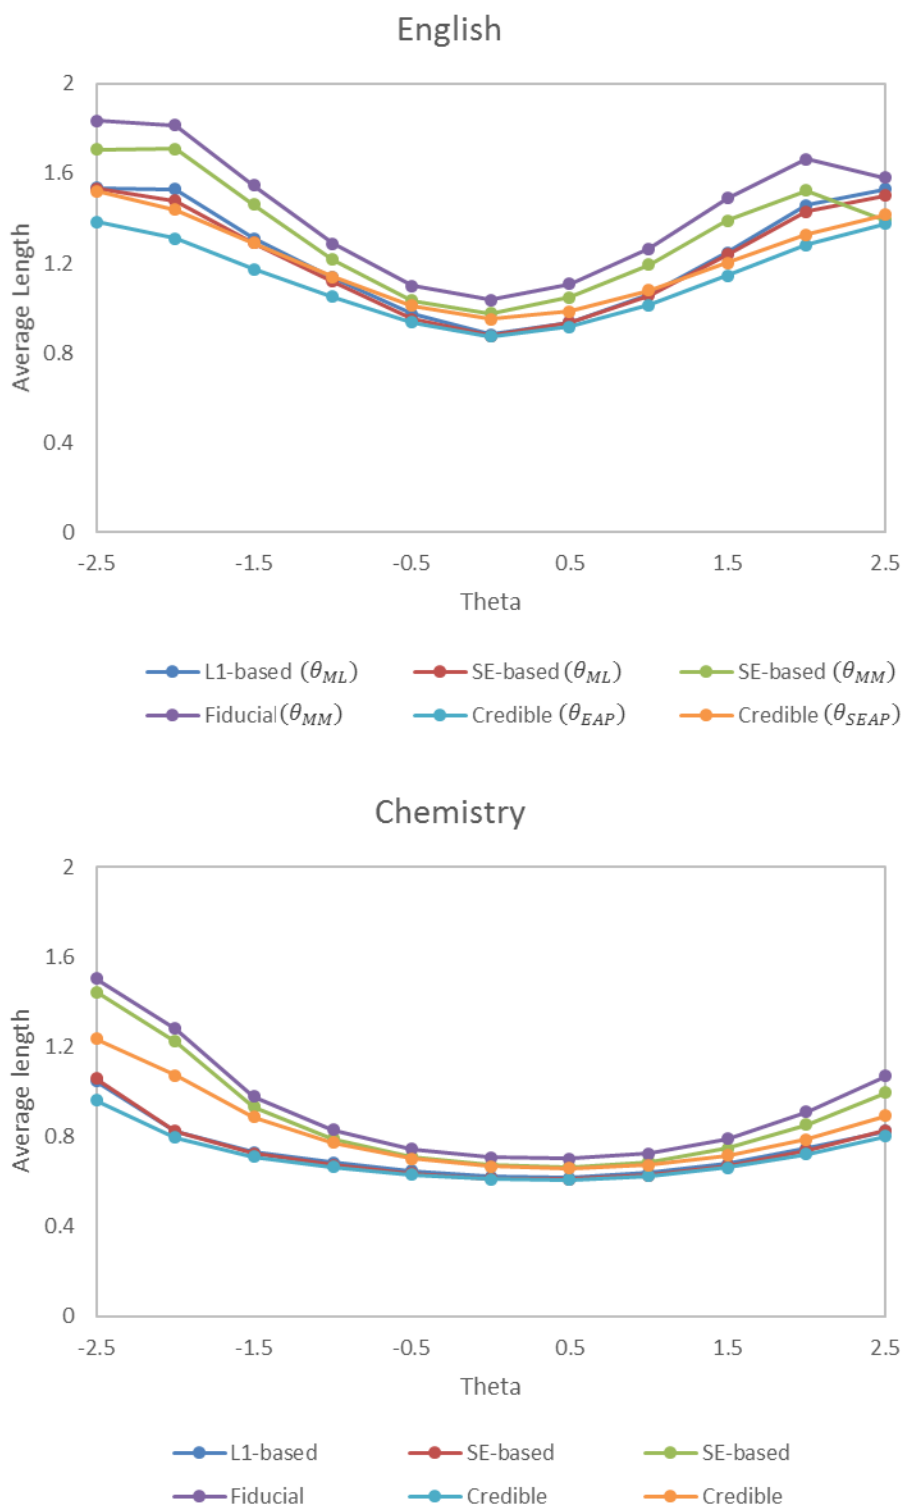 English
2
1.6
1.2
0.8
0.4
0
Average Length
-2.5 -1.5 -0.5 0.5 1.5 2.5
Theta
L1-based (θ_ML) SE-based (θ_ML) SE-based (θ_MM)
Fiducial(θ_MM) Credible (θ_EAP) Credible (θ_SEAP)
Chemistry
2
1.6
1.2
0.8
0.4
0
Average length
-2.5 -1.5 -0.5 0.5 1.5 2.5
Theta
L1-based SE-based SE-based
Fiducial Credible Credible